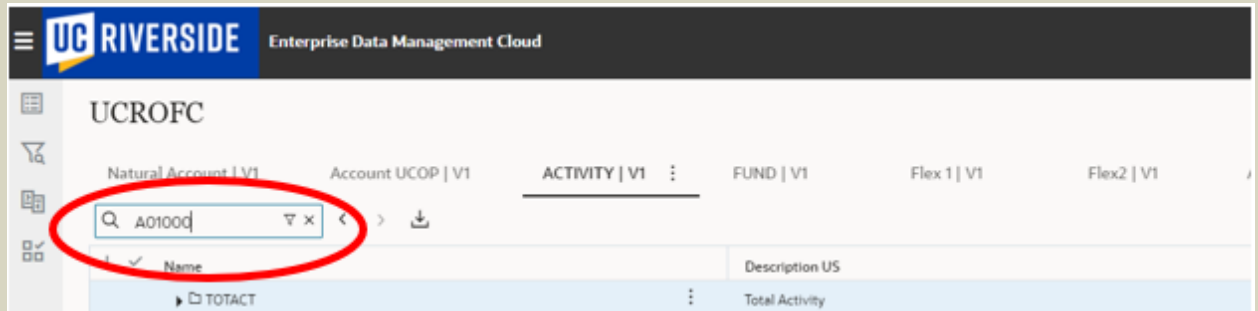 UC RIVERSIDE Enterprise Data Management Cloud
UCROFC
Natural Account | V1 Account UCOP | V1 ACTIVITY | V1 FUND | V1 Flex 1 | V1 Flex2 | V1
A01000
Name Description US
TOTACT Total Activity